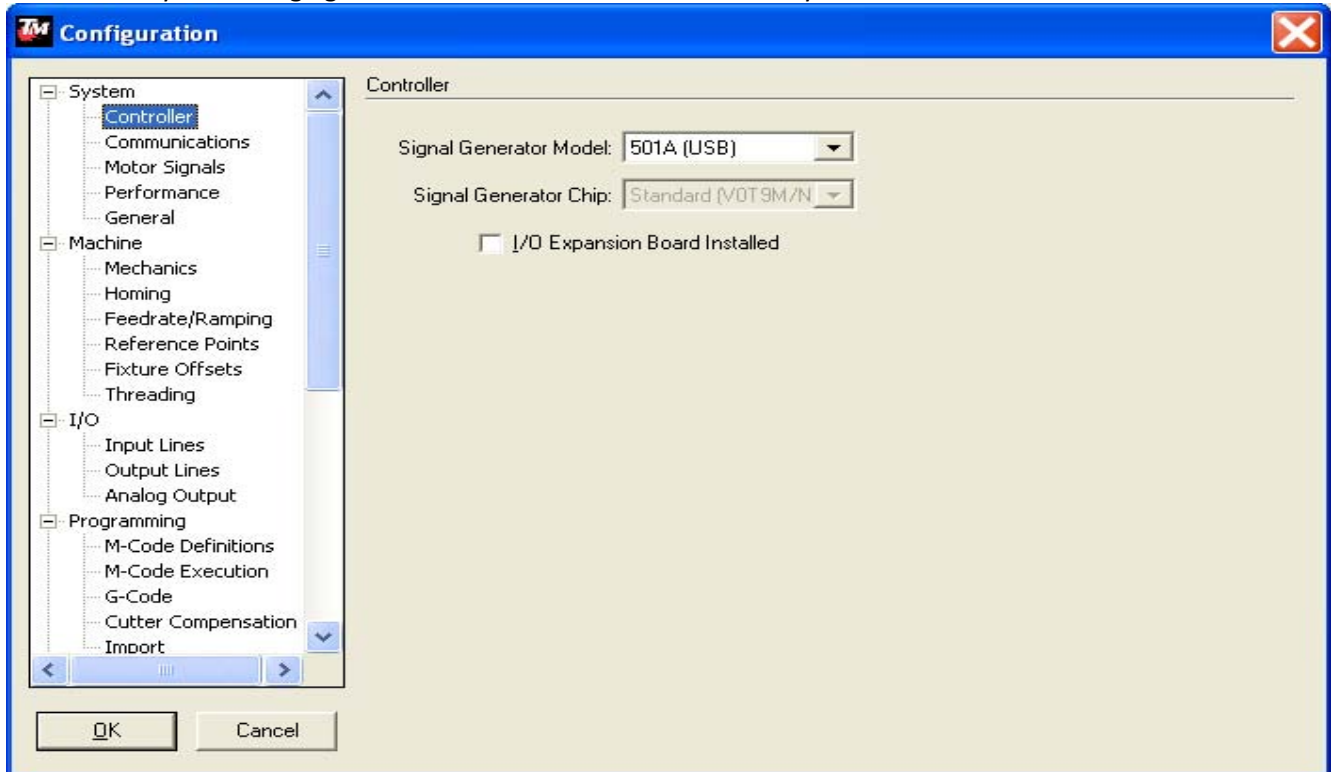 TM Configuration
System
Controller
Communications
Motor Signals
Performance
General
Machine
Mechanics
Homing
Feedrate/Ramping
Reference Points
Fixture Offsets
Threading
I/O
Input Lines
Output Lines
Analog Output
Programming
M-Code Definitions
M-Code Execution
G-Code
Cutter Compensation
Import
OK Cancel
Controller
Signal Generator Model: 501A (USB)
Signal Generator Chip: Standard (V0T9M/N
I/O Expansion Board Installed